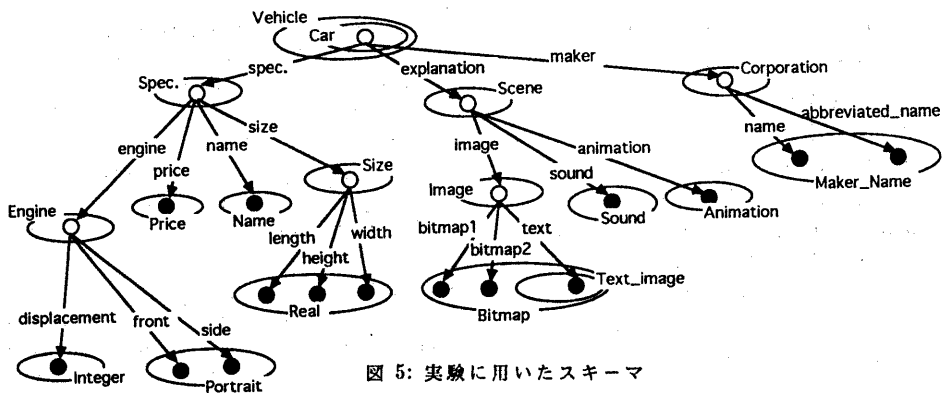 Vehicle
Car
spec.
explanation
maker
Spec.
Scene
Corporation
engine
price
name
size
image
sound
animation
name
abbreviated_name
Size
Image
Maker_Name
Engine
Price
Name
Sound
Animation
length
height
width
bitmap1
bitmap2
text
Text_image
Real
Bitmap
displacement
front
side
Integer
Portrait
図 5: 実験に用いたスキーマ